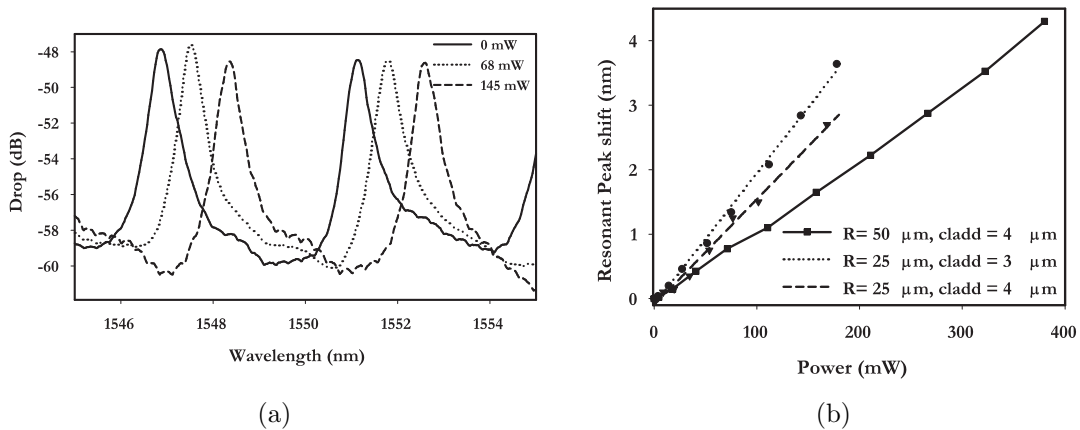 -48
-50
-52
-54
-56
-58
-60
Drop (dB)
0 mW
68 mW
145 mW
1546 1548 1550 1552 1554
Wavelength (nm)
(a)
4
3
2
1
0
Resonant Peak shift (nm)
R= 50 μm, cladd = 4 μm
R= 25 μm, cladd = 3 μm
R= 25 μm, cladd = 4 μm
0 100 200 300 400
Power (mW)
(b)